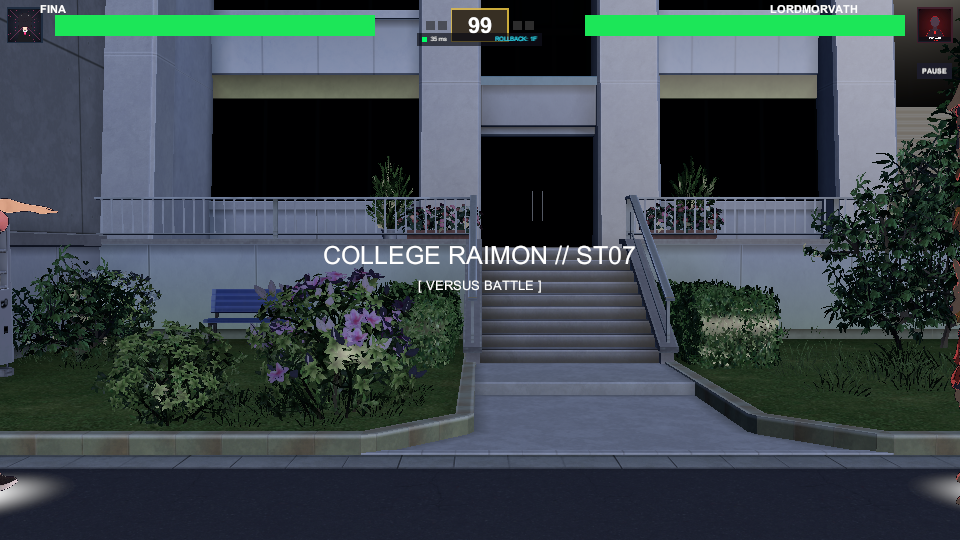 FINA
LORDMORVATH
99
35 ms
ROLLBACK: 1F
PAUSE
COLLEGE RAIMON // ST07
[ VERSUS BATTLE ]